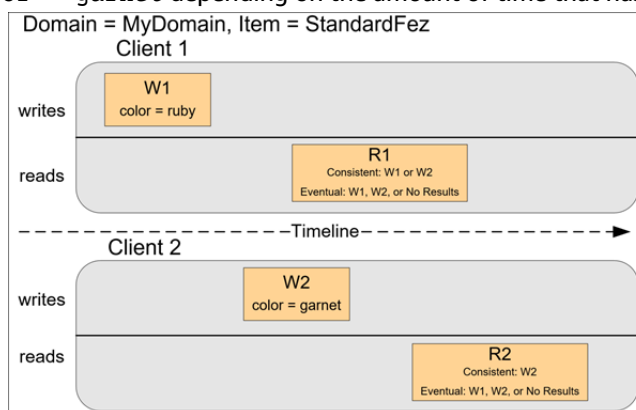 Domain = MyDomain, Item = StandardFez
Client 1
writes
W1
color = ruby
reads
R1
Consistent: W1 or W2
Eventual: W1, W2, or No Results
Timeline
Client 2
writes
W2
color = garnet
reads
R2
Consistent: W2
Eventual: W1, W2, or No Results